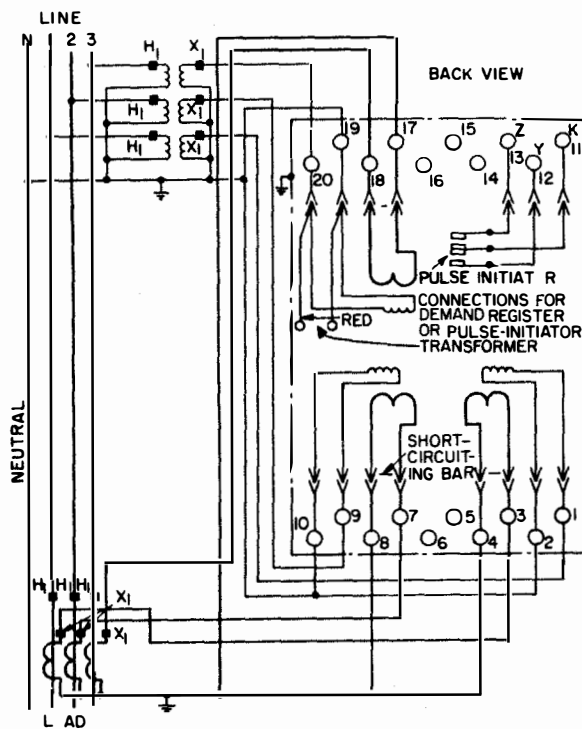 LINE
N 2 3
H1 X1
H1 X1
H1 X1
BACK VIEW
19 17 15 Z K
13 Y 11
20 18 16 14 12
PULSE INITIAT R
CONNECTIONS FOR
DEMAND REGISTER
OR PULSE-INITIATOR
TRANSFORMER
RED
NEUTRAL
SHORT-
CIRCUIT-
ING BAR
10 9 7 5 3 1
8 6 4 2
H1 H1 H1
X1
X1
L AD